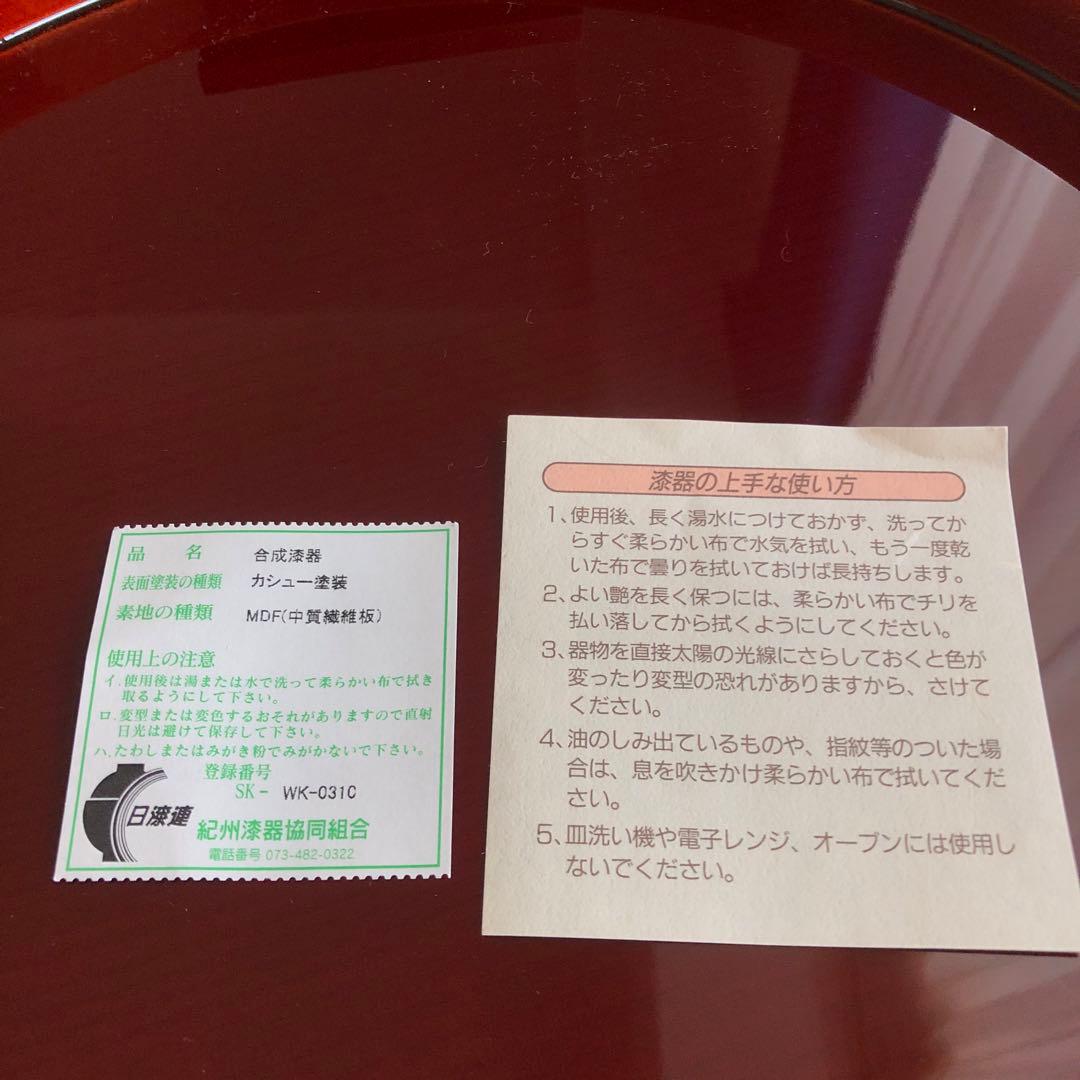 品名 合成漆器
表面塗装の種類 カシュー塗装
素地の種類 MDF(中質繊維板)
使用上の注意
イ.使用後は湯または水で洗って柔らかい布で拭き
取るようにして下さい。
ロ.変型または変色するおそれがありますので直射
日光は避けて保存して下さい。
ハ.たわしまたはみがき粉でみがかないで下さい。
登録番号
SK- WK-031C
日漆連
紀州漆器協同組合
電話番号 073-482-0322
漆器の上手な使い方
1、使用後、長く湯水につけておかず、洗ってか
らすぐ柔らかい布で水気を拭い、もう一度乾
いた布で曇りを拭いておけば長持ちします。
2、よい艶を長く保つには、柔らかい布でチリを
払い落してから拭くようにしてください。
3、器物を直接太陽の光線にさらしておくと色が
変ったり変型の恐れがありますから、さけて
ください。
4、油のしみ出ているものや、指紋等のついた場
合は、息を吹きかけ柔らかい布で拭いてくだ
さい。
5、皿洗い機や電子レンジ、オーブンには使用し
ないでください。